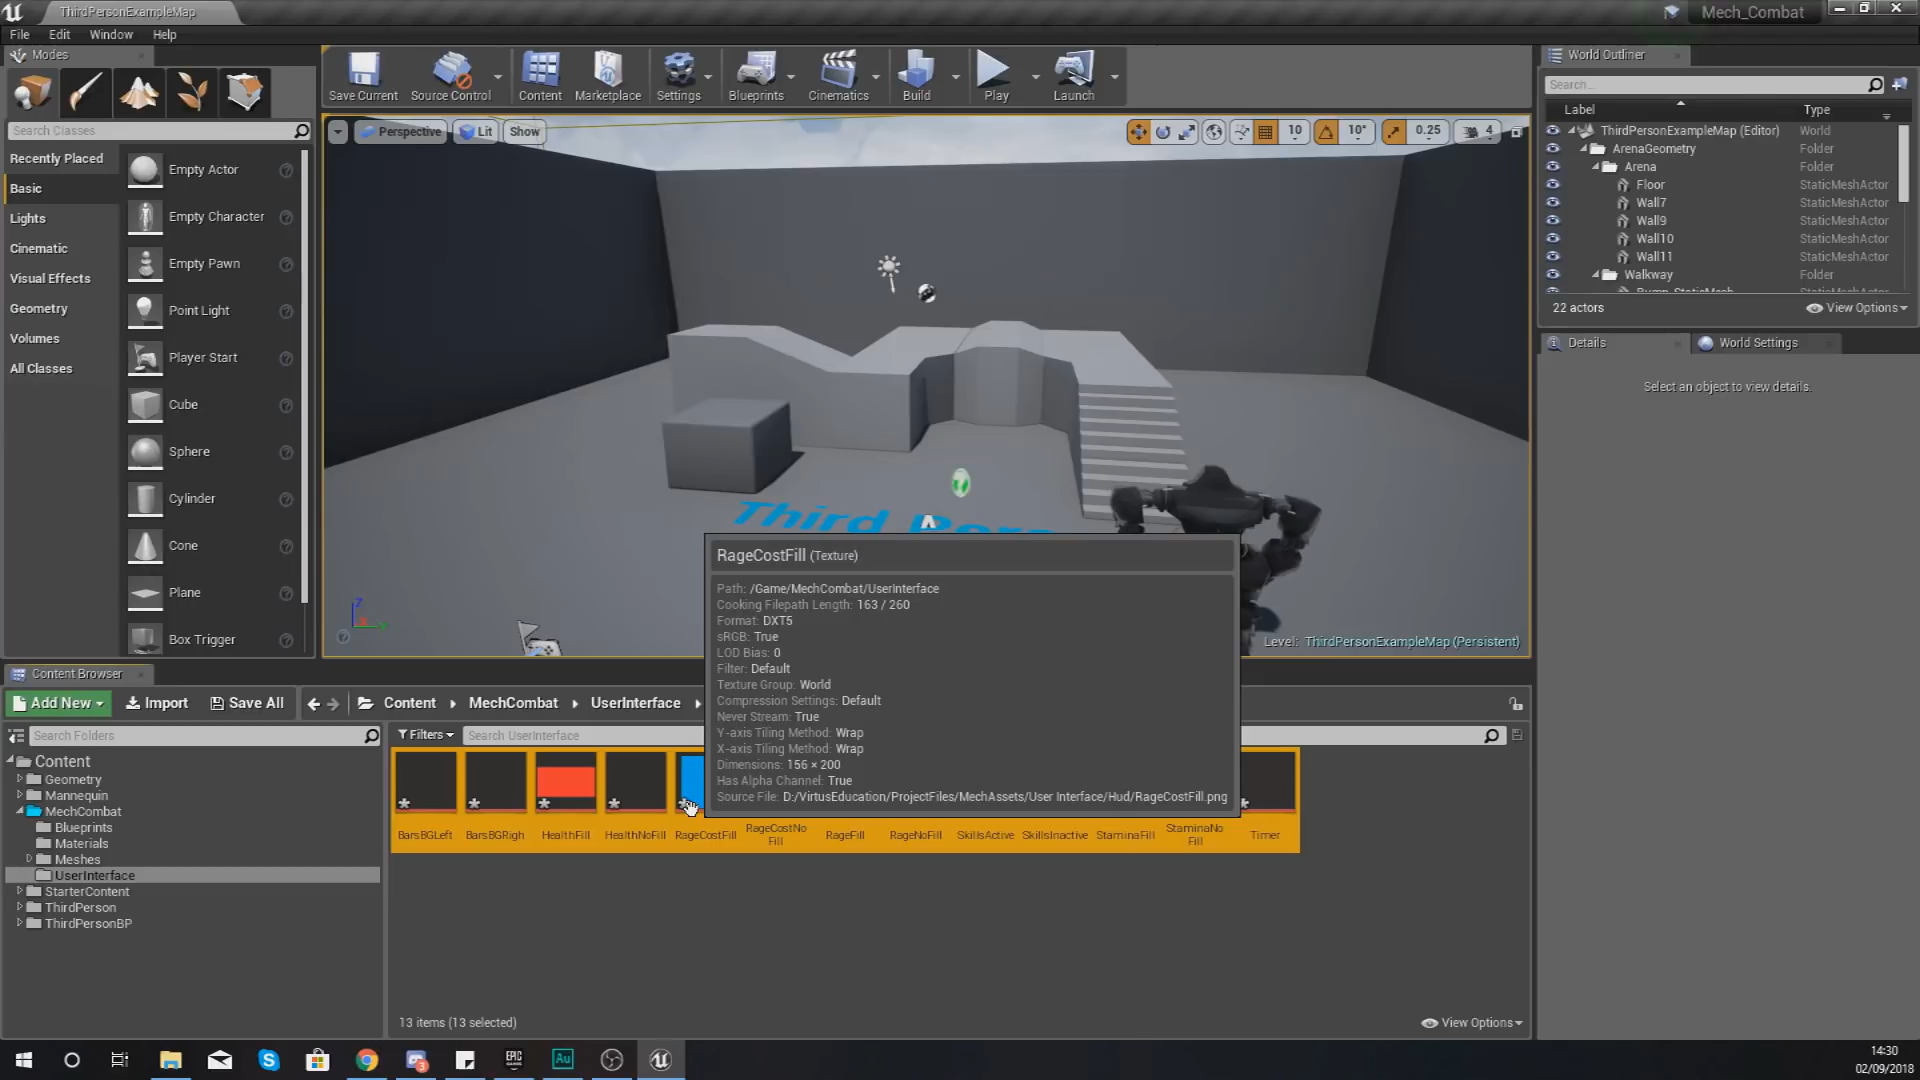 ThirdPersonExampleMap
Mech_Combat
File Edit Window Help
Modes
Save Current
Source Control
Content
Marketplace
Settings
Blueprints
Cinematics
Build
Play
Launch
World Outliner
Search Classes
Recently Placed
Basic
Lights
Cinematic
Visual Effects
Geometry
Volumes
All Classes
Empty Actor
Empty Character
Empty Pawn
Point Light
Player Start
Cube
Sphere
Cylinder
Cone
Plane
Box Trigger
Perspective Lit Show
10 10° 0.25 4
Search...
Label Type
ThirdPersonExampleMap (Editor) World
ArenaGeometry Folder
Arena Folder
Floor StaticMeshActor
Wall7 StaticMeshActor
Wall9 StaticMeshActor
Wall10 StaticMeshActor
Wall11 StaticMeshActor
Walkway Folder
Bump_StaticMesh
22 actors View Options
Details World Settings
Select an object to view details.
Third Pers
RageCostFill (Texture)
Path: /Game/MechCombat/UserInterface
Cooking Filepath Length: 163 / 260
Format: DXT5
sRGB: True
LOD Bias: 0
Filter: Default
Texture Group: World
Compression Settings: Default
Never Stream: True
Y-axis Tiling Method: Wrap
X-axis Tiling Method: Wrap
Dimensions: 156 × 200
Has Alpha Channel: True
Source File: D:/VirtusEducation/ProjectFiles/MechAssets/User Interface/Hud/RageCostFill.png
Level: ThirdPersonExampleMap (Persistent)
Z
Content Browser
Add New Import Save All Content MechCombat UserInterface
Search Folders
Filters Search UserInterface
Content
Geometry
Mannequin
MechCombat
Blueprints
Materials
Meshes
UserInterface
StarterContent
ThirdPerson
ThirdPersonBP
BarsBGLeft
BarsBGRigh
HealthFill
HealthNoFill
RageCostFill
RageCostNo
Fill
RageFill
RageNoFill
SkillsActive
SkillsInactive
StaminaFill
StaminaNo
Fill
Timer
13 items (13 selected)
View Options
EPIC
GAMES
Au
3
14:30
02/09/2018